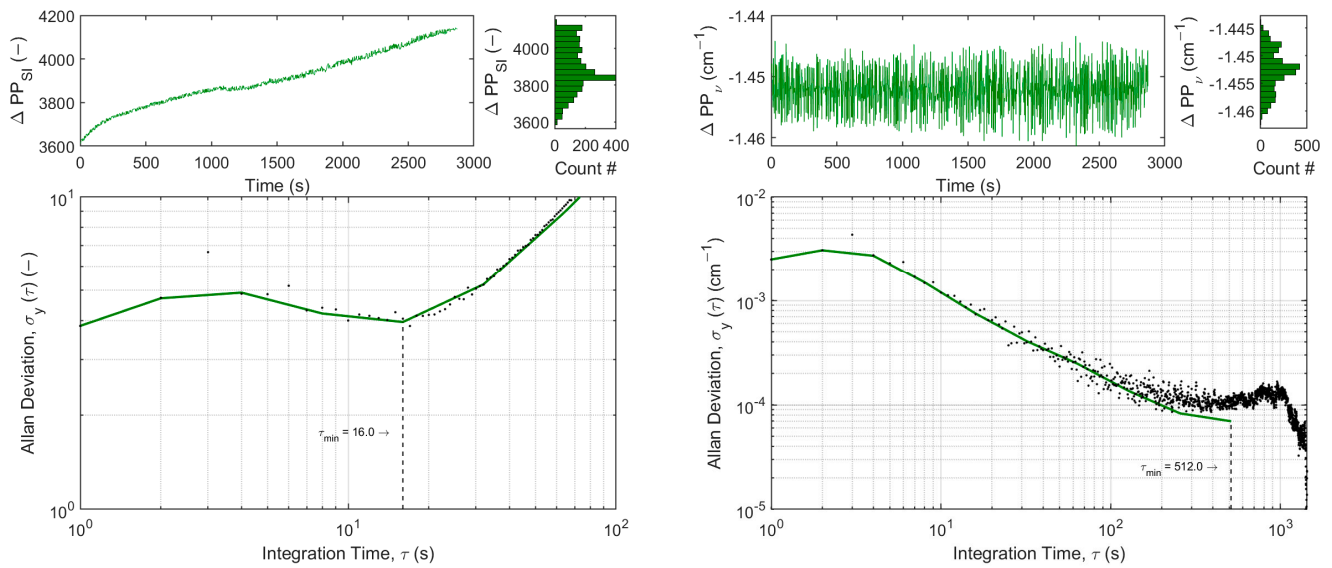 4200
4000
3800
3600
Δ PP_SI (−)
0 500 1000 1500 2000 2500 3000
Time (s)
4000
3800
3600
Δ PP_SI (−)
0 200 400
Count #
10^1
10^0
Allan Deviation, σ_y (τ) (−)
τ_min = 16.0 →
10^0 10^1 10^2
Integration Time, τ (s)
-1.44
-1.45
-1.46
Δ PP_ν (cm^−1)
0 500 1000 1500 2000 2500 3000
Time (s)
-1.445
-1.45
-1.455
-1.46
Δ PP_ν (cm^−1)
0 500
Count #
10^-2
10^-3
10^-4
10^-5
Allan Deviation, σ_y (τ) (cm^−1)
τ_min = 512.0 →
10^0 10^1 10^2 10^3
Integration Time, τ (s)